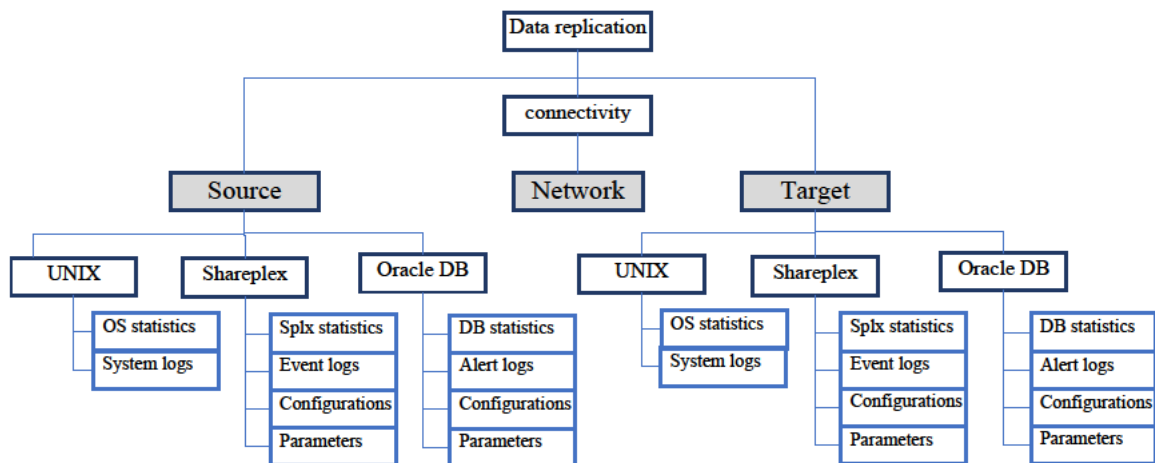 Data replication
connectivity
Source
Network
Target
UNIX
Shareplex
Oracle DB
UNIX
Shareplex
Oracle DB
OS statistics
System logs
Splx statistics
Event logs
Configurations
Parameters
DB statistics
Alert logs
Configurations
Parameters
OS statistics
System logs
Splx statistics
Event logs
Configurations
Parameters
DB statistics
Alert logs
Configurations
Parameters